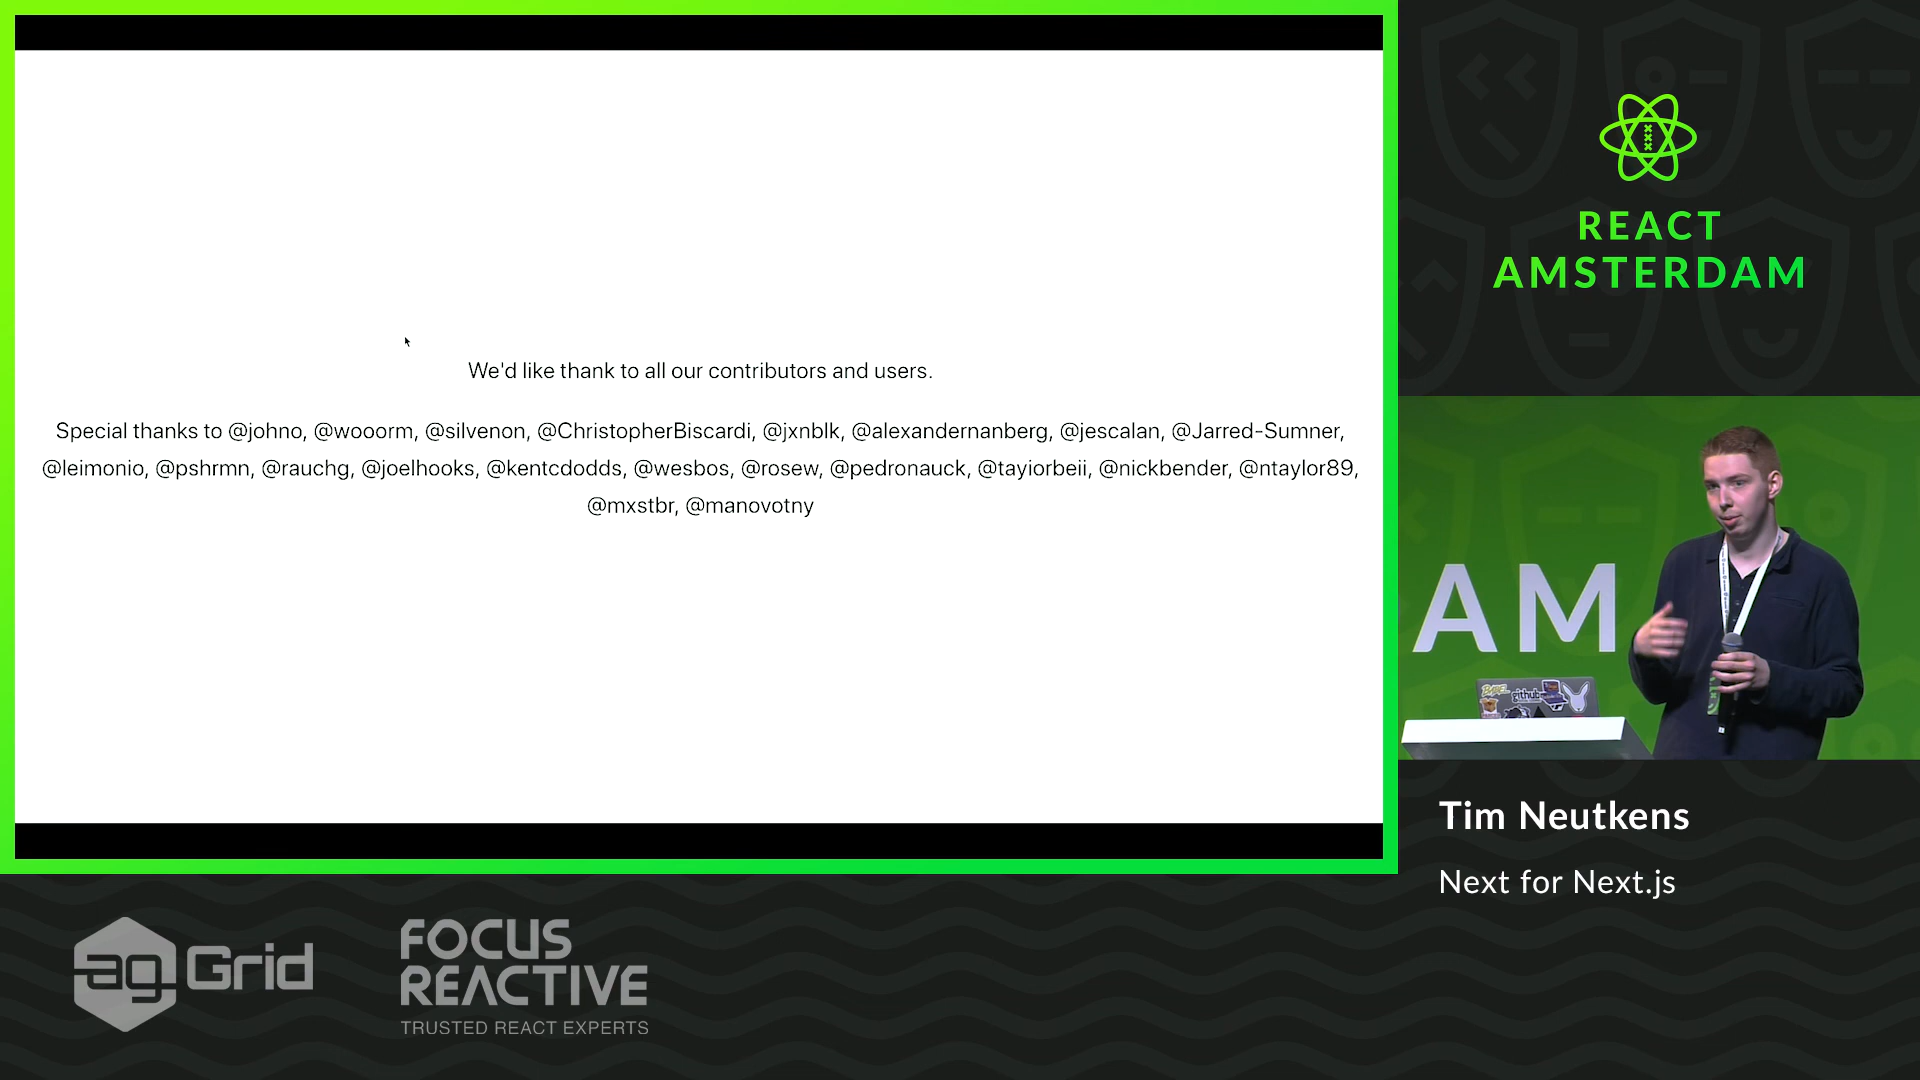 We'd like thank to all our contributors and users.
Special thanks to @johno, @wooorm, @silvenon, @ChristopherBiscardi, @jxnblk, @alexandernanberg, @jescalan, @Jarred-Sumner,
@leimonio, @pshrmn, @rauchg, @joelhooks, @kentcdodds, @wesbos, @rosew, @pedronauck, @tayiorbeii, @nickbender, @ntaylor89,
@mxstbr, @manovotny
REACT
AMSTERDAM
AM
github
Tim Neutkens
Next for Next.js
ag Grid
FOCUS
REACTIVE
TRUSTED REACT EXPERTS